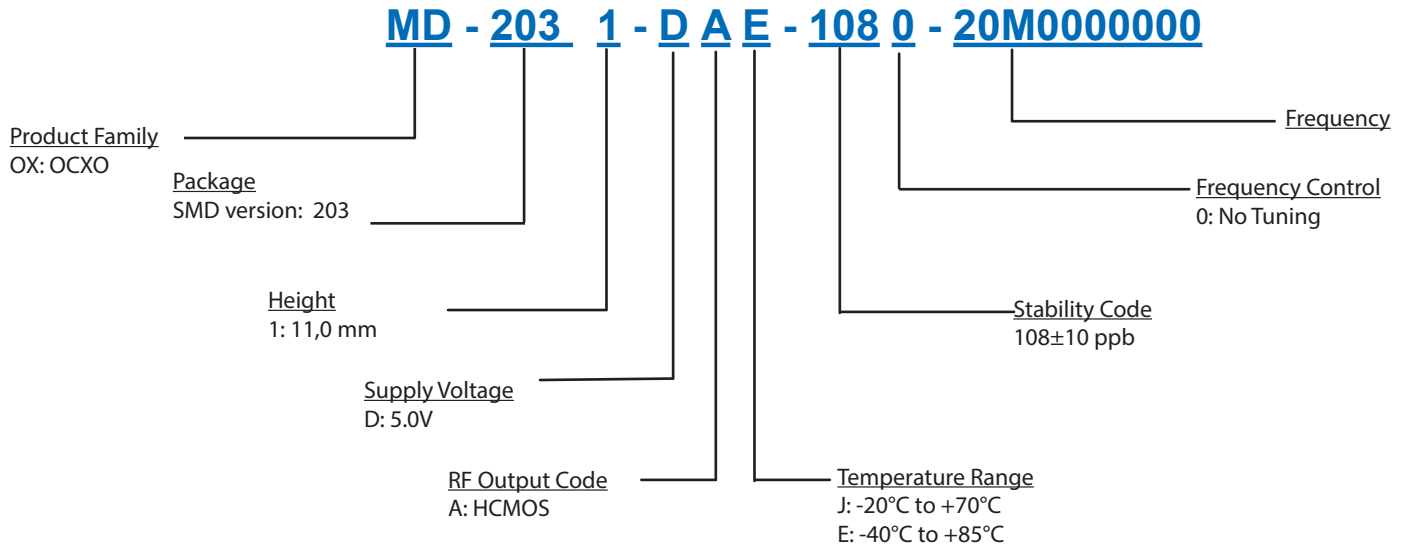 MD - 203 1 - D A E - 108 0 - 20M0000000
Product Family
OX: OCXO
Package
SMD version: 203
Height
1: 11,0 mm
Supply Voltage
D: 5.0V
RF Output Code
A: HCMOS
Temperature Range
J: -20°C to +70°C
E: -40°C to +85°C
Stability Code
108±10 ppb
Frequency Control
0: No Tuning
Frequency